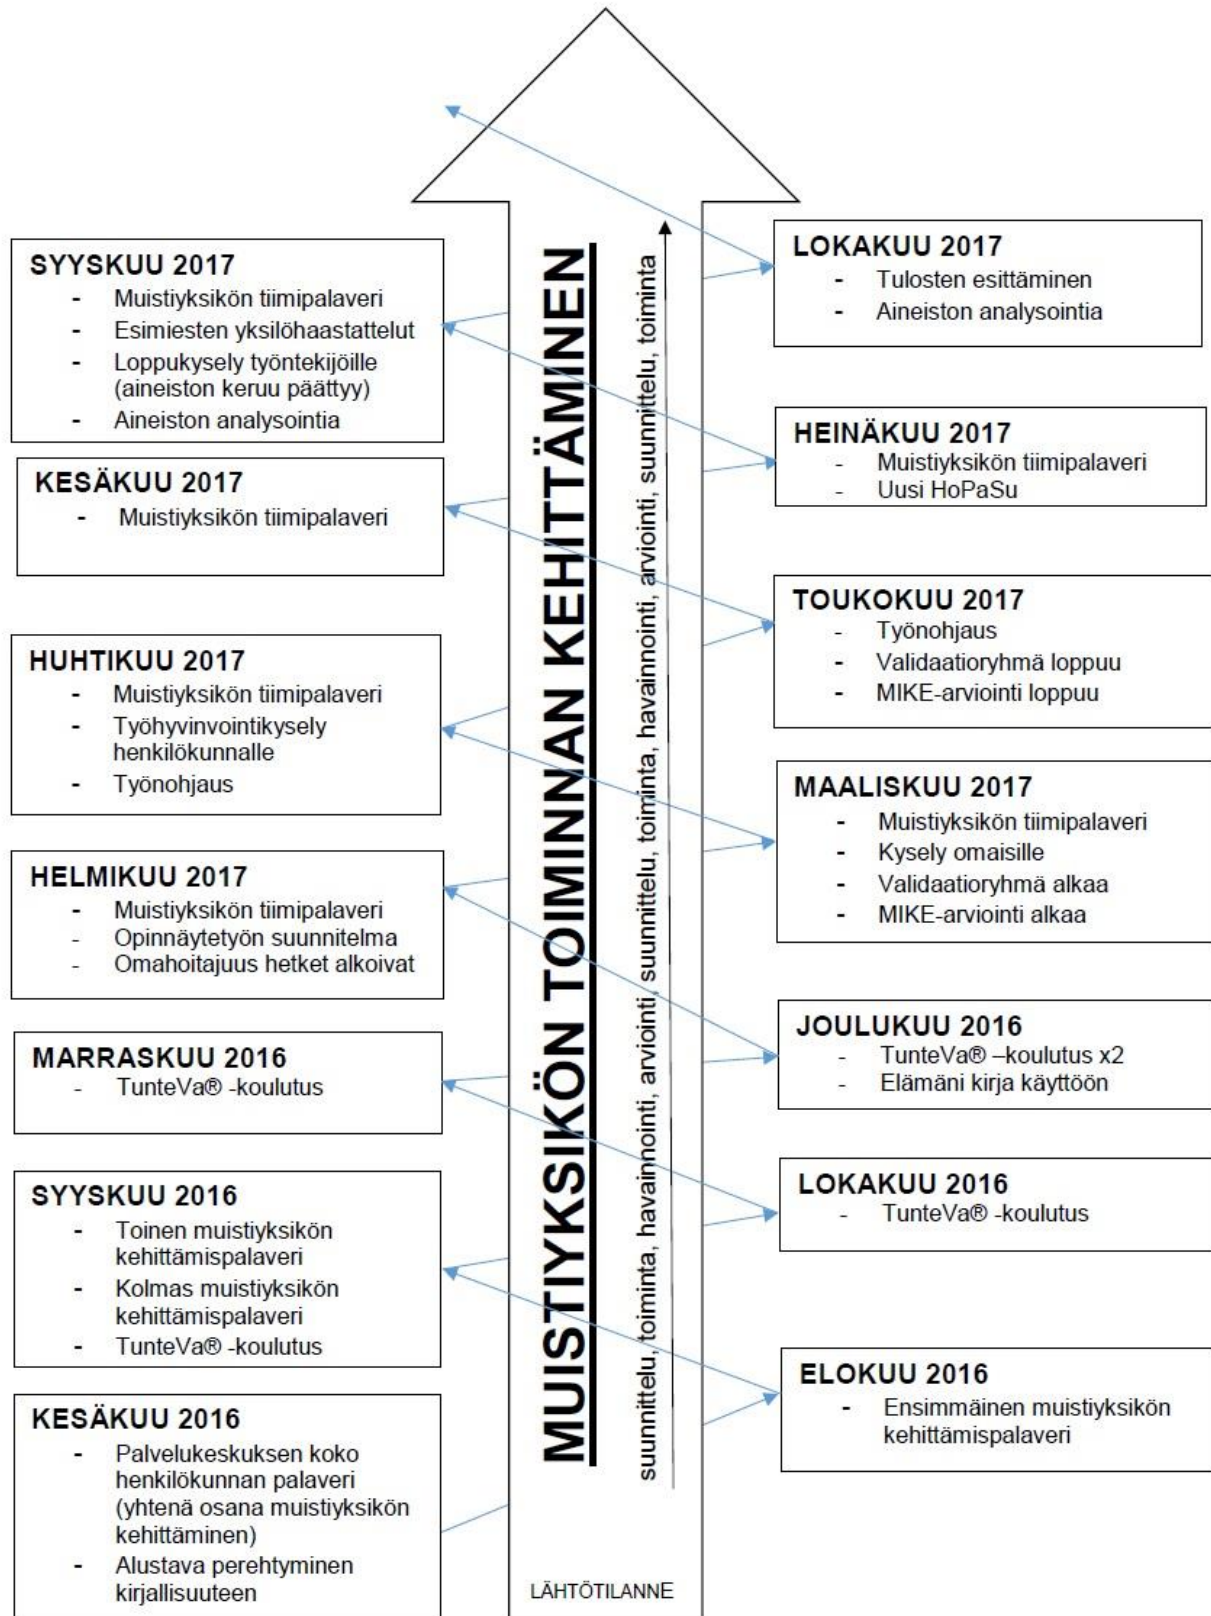 SYYSKUU 2017
- Muistiyksikön tiimipalaveri
- Esimiesten yksilöhaastattelut
- Loppukysely työntekijöille
(aineiston keruu päättyy)
- Aineiston analysointia
KESÄKUU 2017
- Muistiyksikön tiimipalaveri
HUHTIKUU 2017
- Muistiyksikön tiimipalaveri
- Työhyvinvointikysely
henkilökunnalle
- Työnohjaus
HELMIKUU 2017
- Muistiyksikön tiimipalaveri
- Opinnäytetyön suunnitelma
- Omahoitajuus hetket alkoivat
MARRASKUU 2016
- TunteVa® -koulutus
SYYSKUU 2016
- Toinen muistiyksikön
kehittämispalaveri
- Kolmas muistiyksikön
kehittämispalaveri
- TunteVa® -koulutus
KESÄKUU 2016
- Palvelukeskuksen koko
henkilökunnan palaveri
(yhtenä osana muistiyksikön
kehittäminen)
- Alustava perehtyminen
kirjallisuuteen
MUISTIYKSIKÖN TOIMINNAN KEHITTÄMINEN
suunnittelu, toiminta, havainnointi, arviointi, suunnittelu, toiminta, havainnointi, arviointi, suunnittelu, toiminta
LÄHTÖTILANNE
LOKAKUU 2017
- Tulosten esittäminen
- Aineiston analysointia
HEINÄKUU 2017
- Muistiyksikön tiimipalaveri
- Uusi HoPaSu
TOUKOKUU 2017
- Työnohjaus
- Validaatioryhmä loppuu
- MIKE-arviointi loppuu
MAALISKUU 2017
- Muistiyksikön tiimipalaveri
- Kysely omaisille
- Validaatioryhmä alkaa
- MIKE-arviointi alkaa
JOULUKUU 2016
- TunteVa® –koulutus x2
- Elämäni kirja käyttöön
LOKAKUU 2016
- TunteVa® -koulutus
ELOKUU 2016
- Ensimmäinen muistiyksikön
kehittämispalaveri